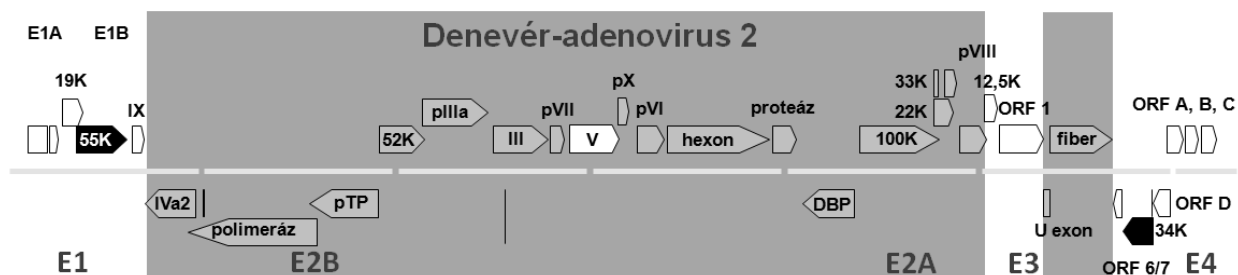 E1A E1B Denevér-adenovirus 2
pVIII
19K pX 33K 12,5K
IX pIIIa pVII pVI proteáz 22K ORF 1 ORF A, B, C
55K 52K III V hexon 100K fiber
IVa2 pTP DBP ORF D
polimeráz U exon 34K
E1 E2B E2A E3 ORF 6/7 E4